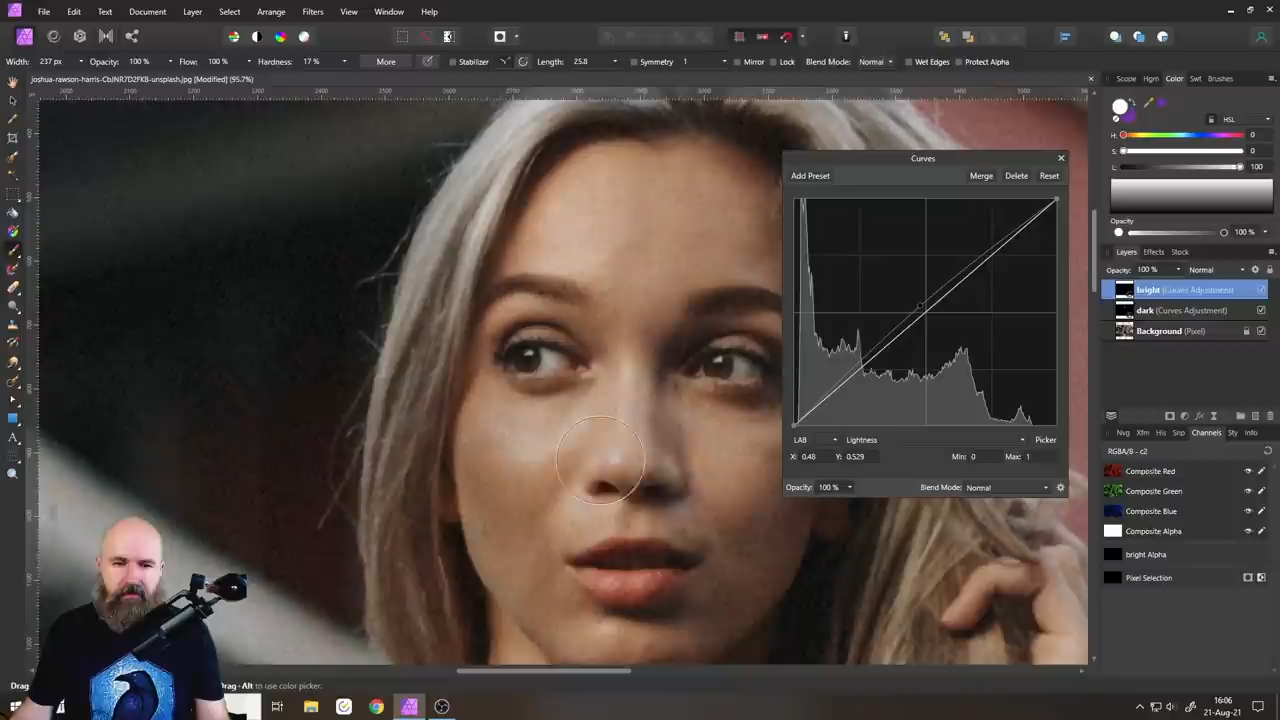 File Edit Text Document Layer Select Arrange Filters View Window Help
Width: 237 px Opacity: 100 % Flow: 100 % Hardness: 17 % More Stabilizer Length: 25.8 Symmetry 1 Mirror Lock Blend Mode: Normal Wet Edges Protect Alpha
joshua-rawson-harris-CbJNR7D2FK8-unsplash.jpg [Modified] (95.7%)
Scope Hgm Color Swt Brushes
HSL
H: 0
S: 0
L: 100
Opacity
100 %
Layers Effects Stock
Opacity: 100 % Normal
bright (Curves Adjustment)
dark (Curves Adjustment)
Background (Pixel)
Nvg Xfm His Snp Channels Sty Info
RGBA/8 - c2
Composite Red
Composite Green
Composite Blue
Composite Alpha
bright Alpha
Pixel Selection
Curves
Add Preset Merge Delete Reset
LAB Lightness Picker
X: 0.48 Y: 0.529 Min: 0 Max: 1
Opacity: 100 % Blend Mode: Normal
Drag
Drag+Alt to use color picker.
16:06
21-Aug-21